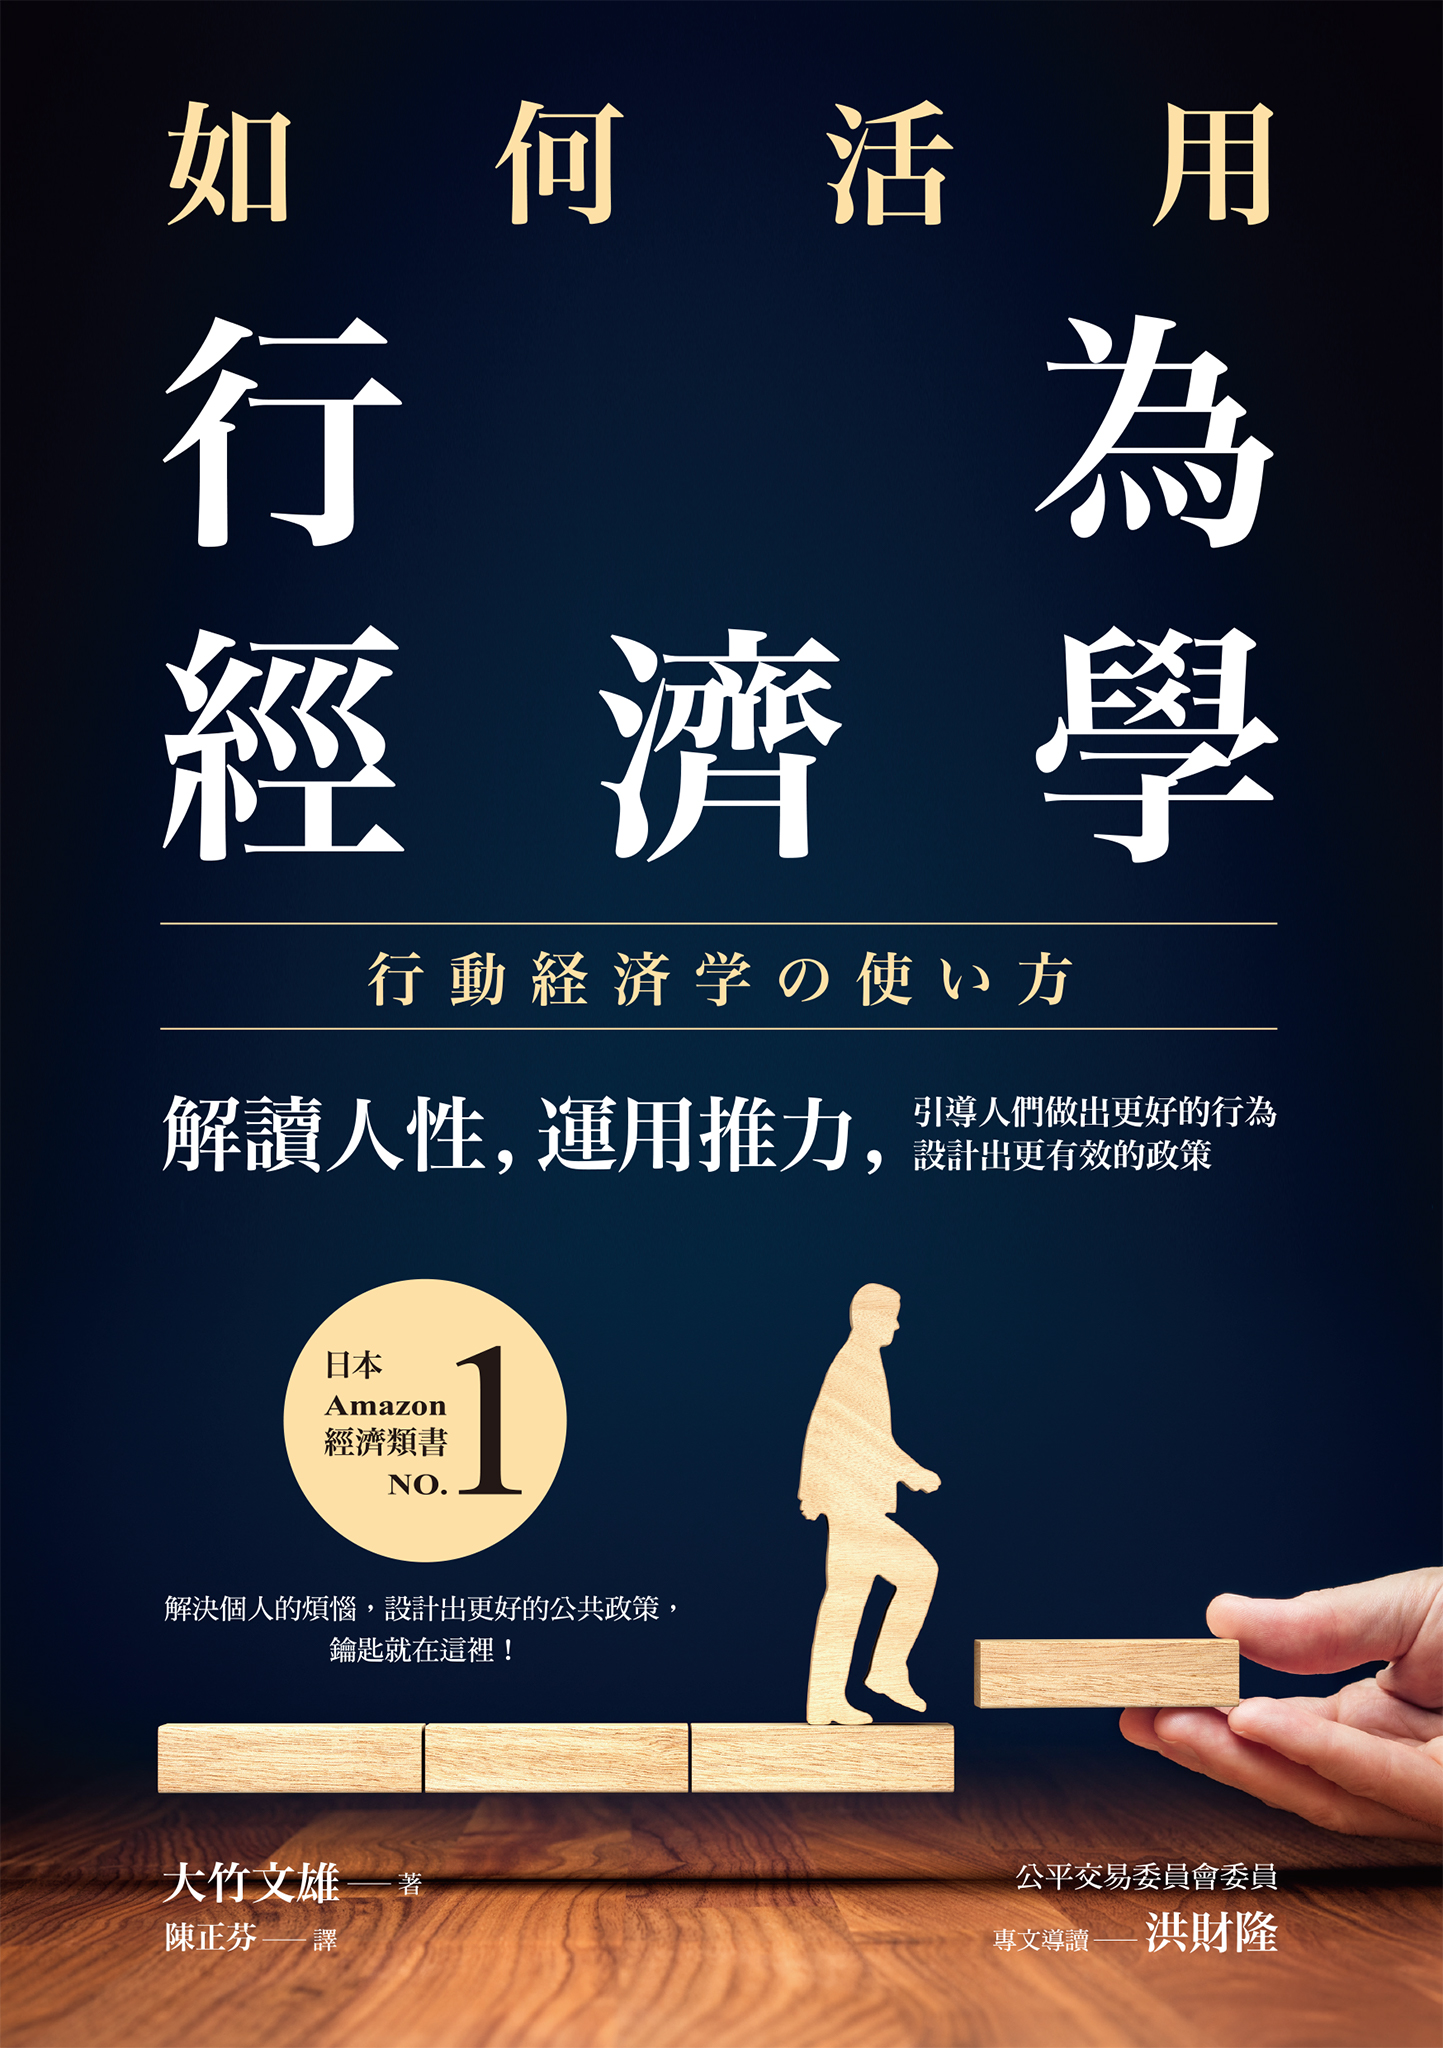 如何活用
行為
經濟學
行動経済学の使い方
解讀人性，運用推力，
引導人們做出更好的行為
設計出更有效的政策
日本
Amazon
經濟類書
NO.1
解決個人的煩惱，設計出更好的公共政策，
鑰匙就在這裡！
大竹文雄——著
陳正芬——譯
公平交易委員會委員
專文導讀——洪財隆